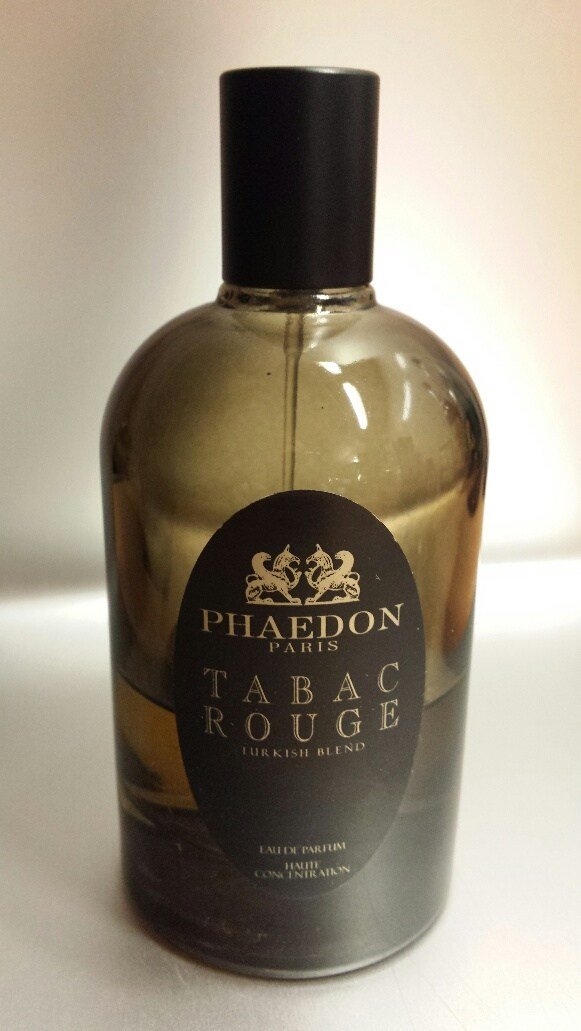 PHAEDON
PARIS
TABAC
ROUGE
TURKISH BLEND
EAU DE PARFUM
HAUTE
CONCENTRATION